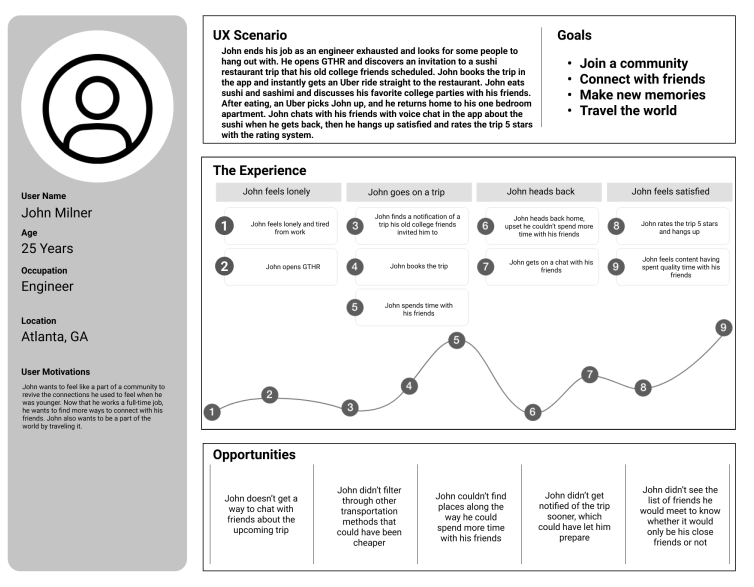 User Name
John Milner
Age
25 Years
Occupation
Engineer
Location
Atlanta, GA
User Motivations
John wants to feel like a part of a community to
revive the connections he used to feel when he
was younger. Now that he works a full-time job,
he wants to find more ways to connect with his
friends. John also wants to be a part of the
world by traveling it.
UX Scenario
John ends his job as an engineer exhausted and looks for some people to
hang out with. He opens GTHR and discovers an invitation to a sushi
restaurant trip that his old college friends scheduled. John books the trip in
the app and instantly gets an Uber ride straight to the restaurant. John eats
sushi and sashimi and discusses his favorite college parties with his friends.
After eating, an Uber picks John up, and he returns home to his one bedroom
apartment. John chats with his friends with voice chat in the app about the
sushi when he gets back, then he hangs up satisfied and rates the trip 5 stars
with the rating system.
Goals
• Join a community
• Connect with friends
• Make new memories
• Travel the world
The Experience
John feels lonely
1
John feels lonely and tired
from work
2
John opens GTHR
John goes on a trip
3
John finds a notification of a
trip his old college friends
invited him to
4
John books the trip
5
John spends time with
his friends
John heads back
6
John heads back home,
upset he couldn't spend more
time with his friends
7
John gets on a chat with his
friends
John feels satisfied
8
John rates the trip 5 stars
and hangs up
9
John feels content having
spent quality time with his
friends
1
2
3
4
5
6
7
8
9
Opportunities
John doesn't get a
way to chat with
friends about the
upcoming trip
John didn't filter
through other
transportation
methods that
could have been
cheaper
John couldn't find
places along the
way he could
spend more time
with his friends
John didn't get
notified of the trip
sooner, which
could have let him
prepare
John didn't see the
list of friends he
would meet to know
whether it would
only be his close
friends or not